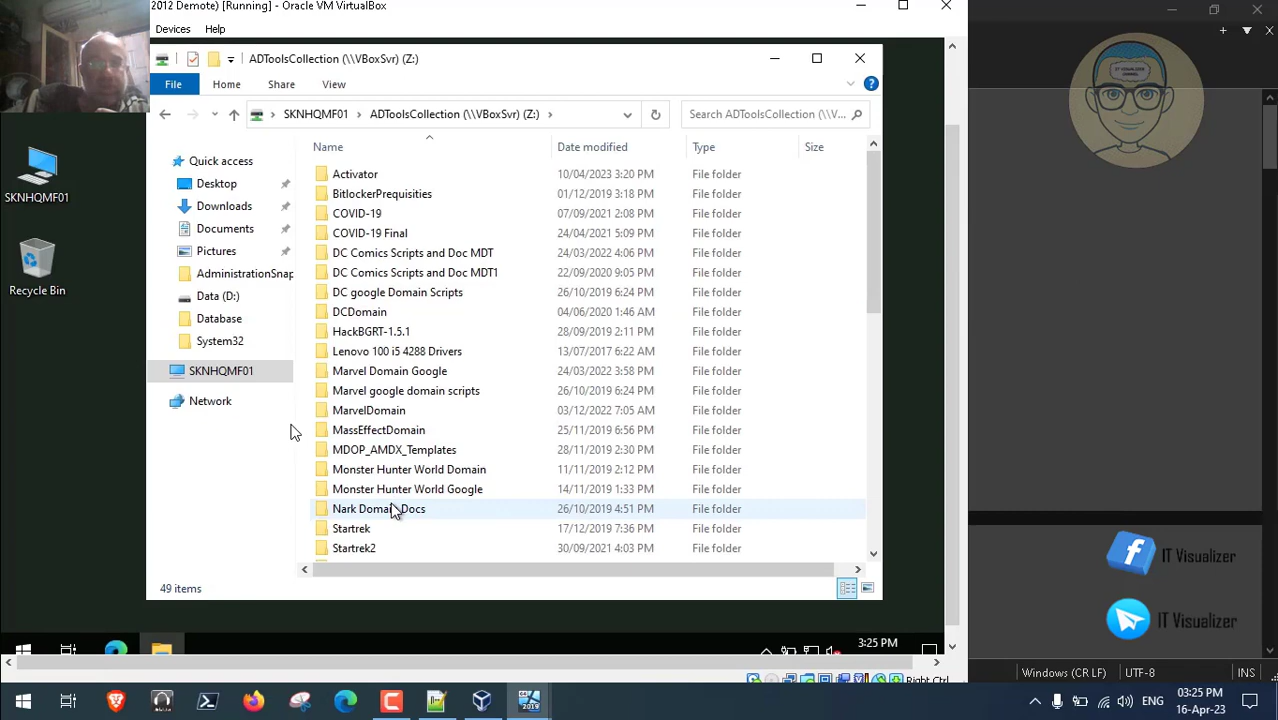 2012 Demote) [Running] - Oracle VM VirtualBox
Devices Help
ADToolsCollection (\\VBoxSvr) (Z:)
File Home Share View
SKNHQMF01 ADToolsCollection (\\VBoxSvr) (Z:) Search ADToolsCollection (\\V...
Name Date modified Type Size
Quick access
Desktop
Downloads
Documents
Pictures
AdministrationSnap
Data (D:)
Database
System32
SKNHQMF01
Network
Activator 10/04/2023 3:20 PM File folder
BitlockerPrequisities 01/12/2019 3:18 PM File folder
COVID-19 07/09/2021 2:08 PM File folder
COVID-19 Final 24/04/2021 5:09 PM File folder
DC Comics Scripts and Doc MDT 24/03/2022 4:06 PM File folder
DC Comics Scripts and Doc MDT1 22/09/2020 9:05 PM File folder
DC google Domain Scripts 26/10/2019 6:24 PM File folder
DCDomain 04/06/2020 1:46 AM File folder
HackBGRT-1.5.1 28/09/2019 2:11 PM File folder
Lenovo 100 i5 4288 Drivers 13/07/2017 6:22 AM File folder
Marvel Domain Google 24/03/2022 3:58 PM File folder
Marvel google domain scripts 26/10/2019 6:24 PM File folder
MarvelDomain 03/12/2022 7:05 AM File folder
MassEffectDomain 25/11/2019 6:56 PM File folder
MDOP_AMDX_Templates 23/09/2019 2:30 PM File folder
Monster Hunter World Domain 11/11/2019 2:12 PM File folder
Monster Hunter World Google 14/11/2019 1:33 PM File folder
Nark Domain Docs 26/10/2019 4:51 PM File folder
Startrek 17/12/2019 7:36 PM File folder
Startrek2 30/09/2021 4:03 PM File folder
49 items
SKNHQMF01
Recycle Bin
3:25 PM
Right Ctrl
IT VISUALIZER
CHANNEL
IT Visualizer
IT Visualizer
Windows (CR LF) UTF-8 INS
2019
ENG 03:25 PM
16-Apr-23